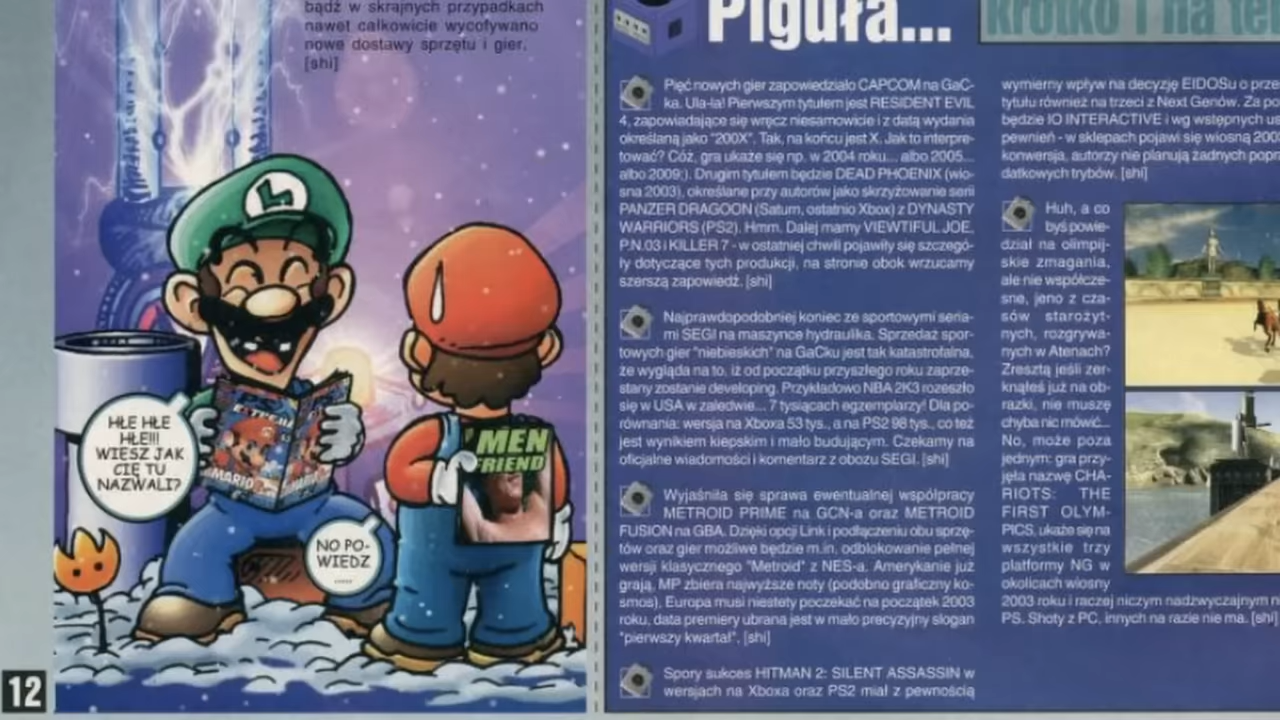 bądź w skrajnych przypadkach
nawet całkowicie wycofywano
nowe dostawy sprzętu i gier.
[shi]
L
HŁE HŁE
HŁE!!!
WIESZ JAK
CIĘ TU
NAZWALI?
EXTREME
MARIO
NO PO-
WIEDZ
.....
MEN
FRIEND
12
Piguła...
krótko i na te
Pięć nowych gier zapowiedziało CAPCOM na GaC-
ka. Ula-la! Pierwszym tytułem jest RESIDENT EVIL
4, zapowiadające się wręcz niesamowicie i z datą wydania
określaną jako "200X". Tak, na końcu jest X. Jak to interpre-
tować? Cóż, gra ukaże się np. w 2004 roku... albo 2005...
albo 2009;). Drugim tytułem będzie DEAD PHOENIX (wio-
sna 2003), określane przy autorów jako skrzyżowanie serii
PANZER DRAGOON (Saturn, ostatnio Xbox) z DYNASTY
WARRIORS (PS2). Hmm. Dalej mamy VIEWTIFUL JOE,
P.N.03 i KILLER 7 - w ostatniej chwili pojawiły się szczegó-
ły dotyczące tych produkcji, na stronie obok wrzucamy
szerszą zapowiedź. [shi]
Najprawdopodobniej koniec ze sportowymi seria-
mi SEGI na maszynce hydraulika. Sprzedaż spor-
towych gier "niebieskich" na GaCku jest tak katastrofalna,
że wygląda na to, iż od początku przyszłego roku zaprze-
stany zostanie developing. Przykładowo NBA 2K3 rozeszło
się w USA w zaledwie... 7 tysiącach egzemplarzy! Dla po-
równania: wersja na Xboxa 53 tys., a na PS2 98 tys., co też
jest wynikiem kiepskim i mało budującym. Czekamy na
oficjalne wiadomości i komentarz z obozu SEGI. [shi]
Wyjaśniła się sprawa ewentualnej współpracy
METROID PRIME na GCN-a oraz METROID
FUSION na GBA. Dzięki opcji Link i podłączeniu obu sprzę-
tów oraz gier możliwe będzie m.in. odblokowanie pełnej
wersji klasycznego "Metroid" z NES-a. Amerykanie już
grają, MP zbiera najwyższe noty (podobno graficzny ko-
smos), Europa musi niestety poczekać na początek 2003
roku, data premiery ubrana jest w mało precyzyjny slogan
"pierwszy kwartał". [shi]
Spory sukces HITMAN 2: SILENT ASSASSIN w
wersjach na Xboxa oraz PS2 miał z pewnością
wymierny wpływ na decyzję EIDOSu o prze
tytułu również na trzeci z Next Genów. Za po
będzie IO INTERACTIVE i wg wstępnych us
pewnień - w sklepach pojawi się wiosną 200
konwersja, autorzy nie planują żadnych popr
datkowych trybów. [shi]
Huh, a co
byś powie-
dział na olimpij-
skie zmagania,
ale nie współcze-
sne, jeno z cza-
sów starożyt-
nych, rozgrywa-
nych w Atenach?
Zresztą jeśli zer-
knąłeś już na ob-
razki, nie muszę
chyba nic mówić...
No, może poza
jednym: gra przy-
jęła nazwę CHA-
RIOTS: THE
FIRST OLYM-
PICS, ukaże się na
wszystkie trzy
platformy NG w
okolicach wiosny
2003 roku i raczej niczym nadzwyczajnym n
PS. Shoty z PC, innych na razie nie ma. [shi]